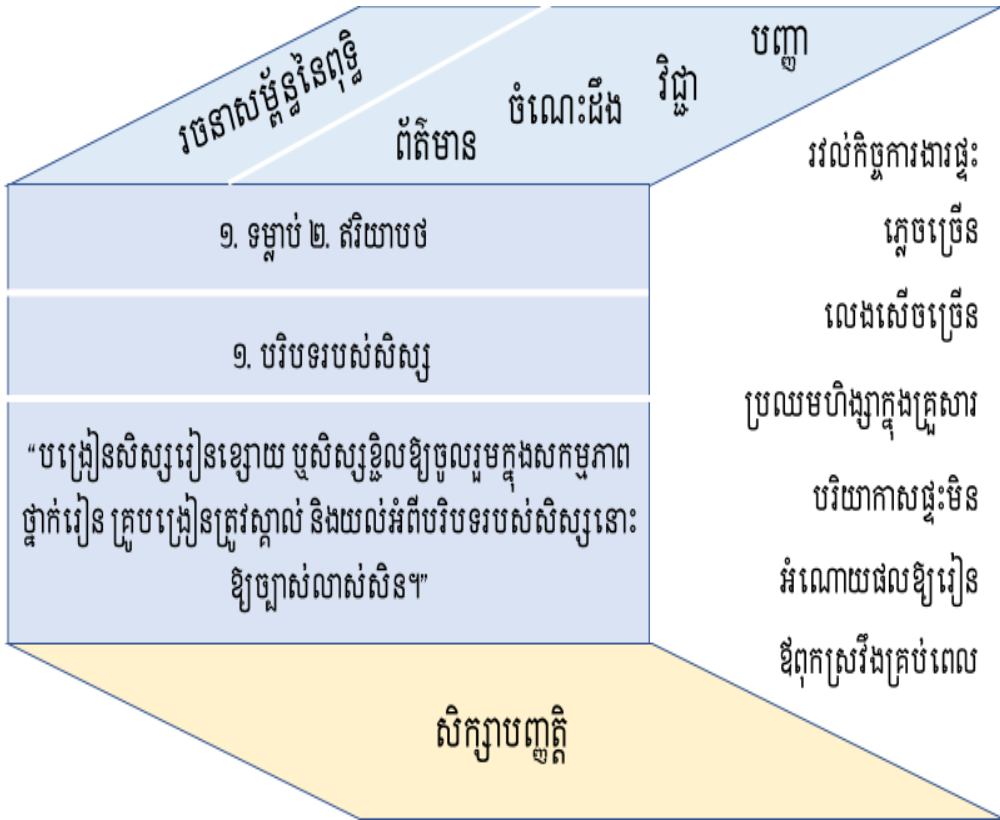 រចនាសម្ព័ន្ធនៃពុទ្ធិ
ព័ត៌មាន
ចំណេះដឹង
វិជ្ជា
បញ្ញា
១. ទម្លាប់ ២. ឥរិយាបថ
១. បរិបទរបស់សិស្ស
“បង្រៀនសិស្សរៀនខ្សោយ ឬសិស្សខ្ជិលឱ្យចូលរួមក្នុងសកម្មភាព
ថ្នាក់រៀន គ្រូបង្រៀនត្រូវស្គាល់ និងយល់អំពីបរិបទរបស់សិស្សនោះ
ឱ្យច្បាស់លាស់សិន។”
រវល់កិច្ចការងារផ្ទះ
ភ្លេចច្រើន
លេងសើចច្រើន
ប្រឈមហិង្សាក្នុងគ្រួសារ
បរិយាកាសផ្ទះមិន
អំណោយផលឱ្យរៀន
ឪពុកស្រវឹងគ្រប់ពេល
សិក្សាបញ្ញត្តិ